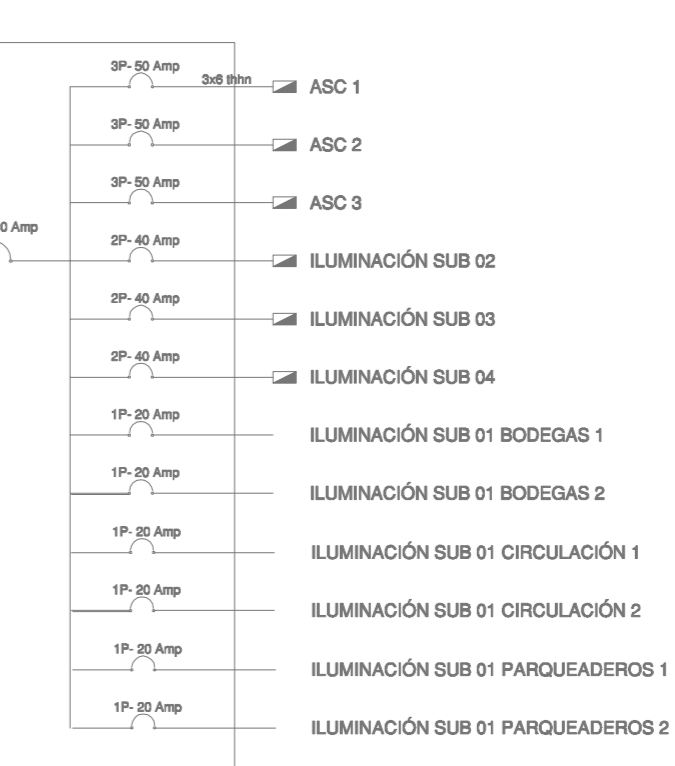 3P- 50 Amp
3x6 thhn
ASC 1
3P- 50 Amp
ASC 2
3P- 50 Amp
ASC 3
0 Amp
2P- 40 Amp
ILUMINACIÓN SUB 02
2P- 40 Amp
ILUMINACIÓN SUB 03
2P- 40 Amp
ILUMINACIÓN SUB 04
1P- 20 Amp
ILUMINACIÓN SUB 01 BODEGAS 1
1P- 20 Amp
ILUMINACIÓN SUB 01 BODEGAS 2
1P- 20 Amp
ILUMINACIÓN SUB 01 CIRCULACIÓN 1
1P- 20 Amp
ILUMINACIÓN SUB 01 CIRCULACIÓN 2
1P- 20 Amp
ILUMINACIÓN SUB 01 PARQUEADEROS 1
1P- 20 Amp
ILUMINACIÓN SUB 01 PARQUEADEROS 2